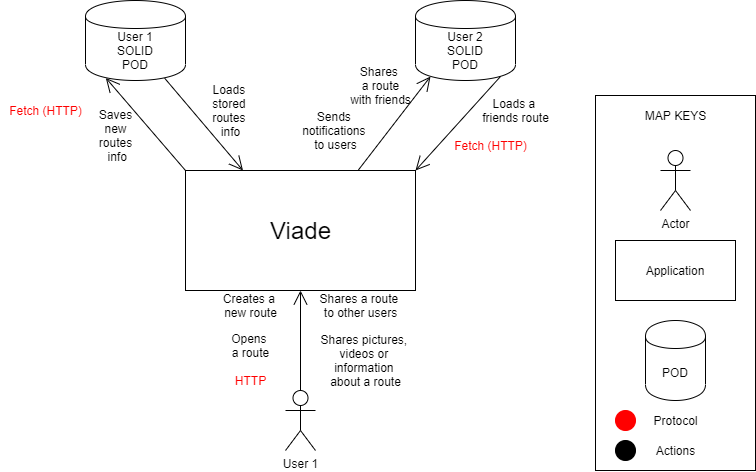 User 1
SOLID
POD
User 2
SOLID
POD
Fetch (HTTP)
Saves
new
routes
info
Loads
stored
routes
info
Shares
a route
with friends
Sends
notifications
to users
Loads a
friends route
Fetch (HTTP)
Viade
Creates a
new route
Opens
a route
HTTP
Shares a route
to other users
Shares pictures,
videos or
information
about a route
User 1
MAP KEYS
Actor
Application
POD
Protocol
Actions